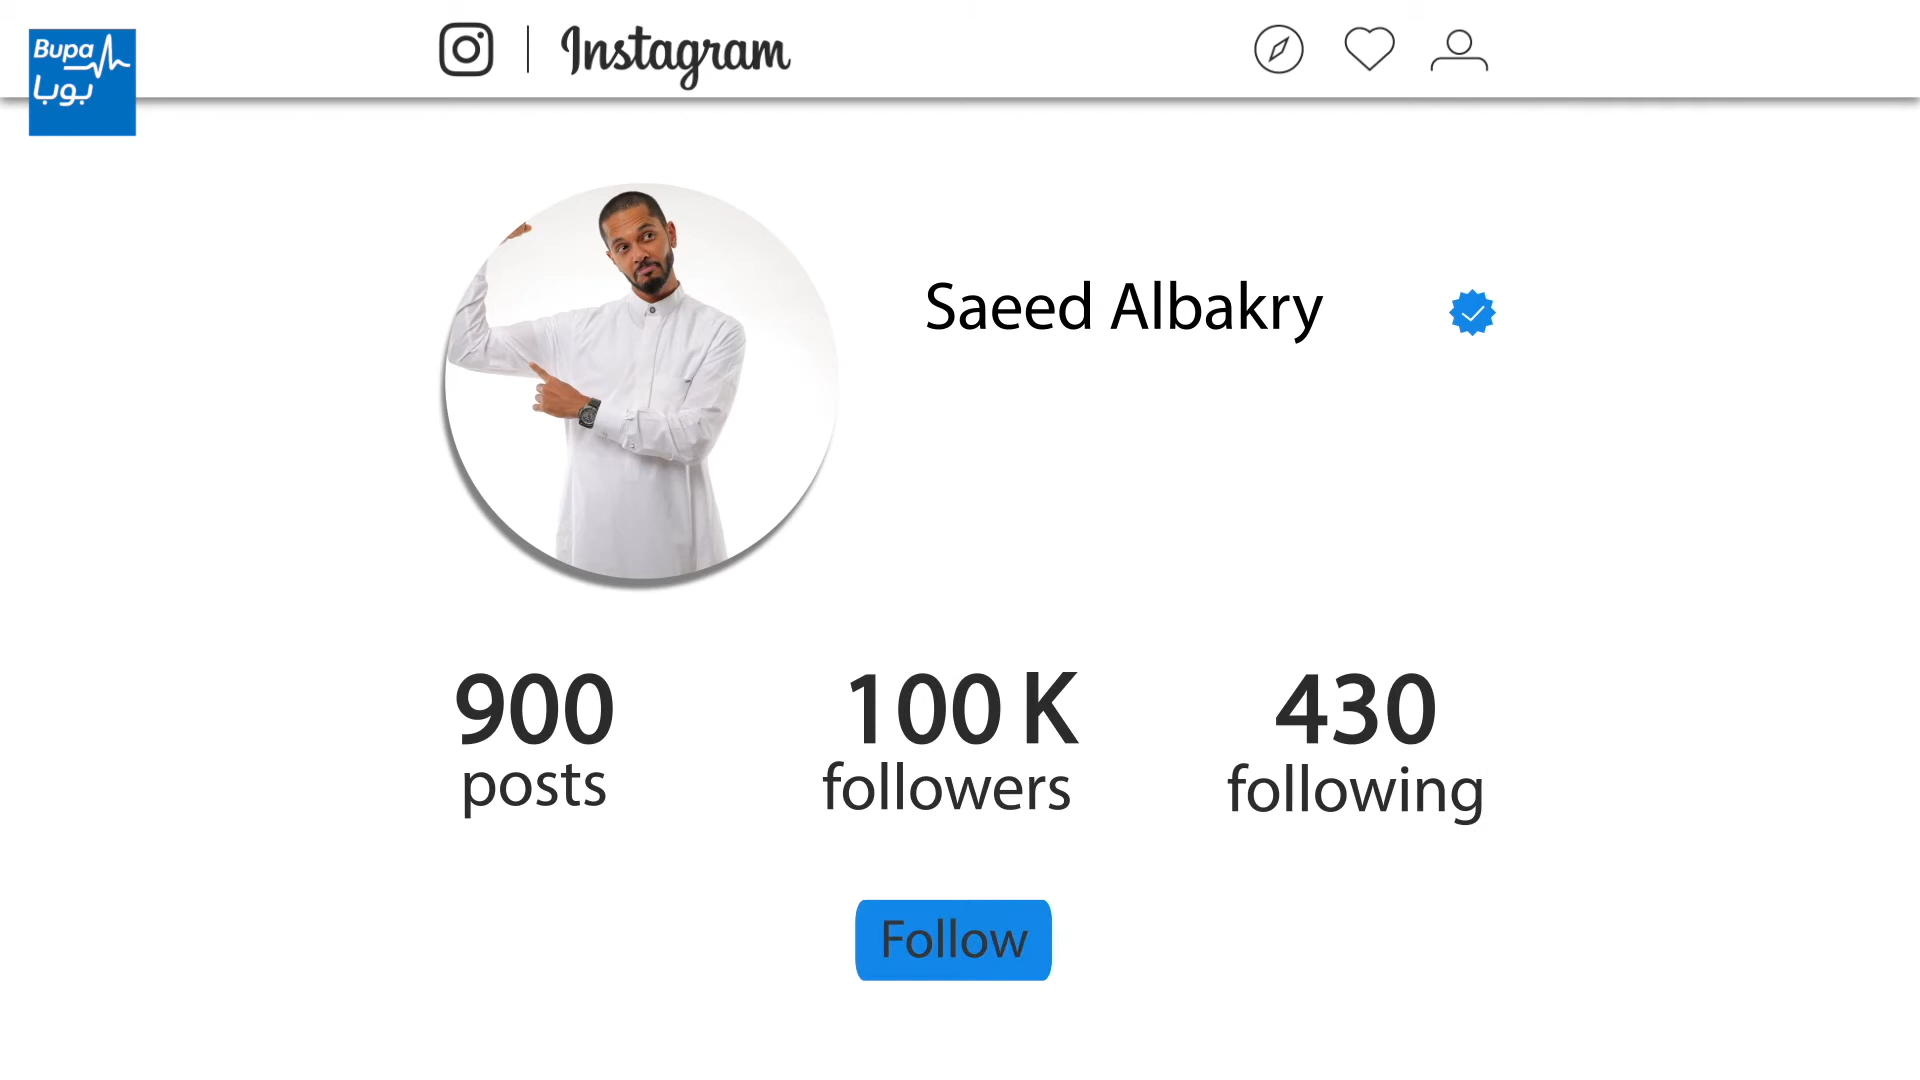 Bupa
بوبا
Instagram
Saeed Albakry
900
posts
100 K
followers
430
following
Follow